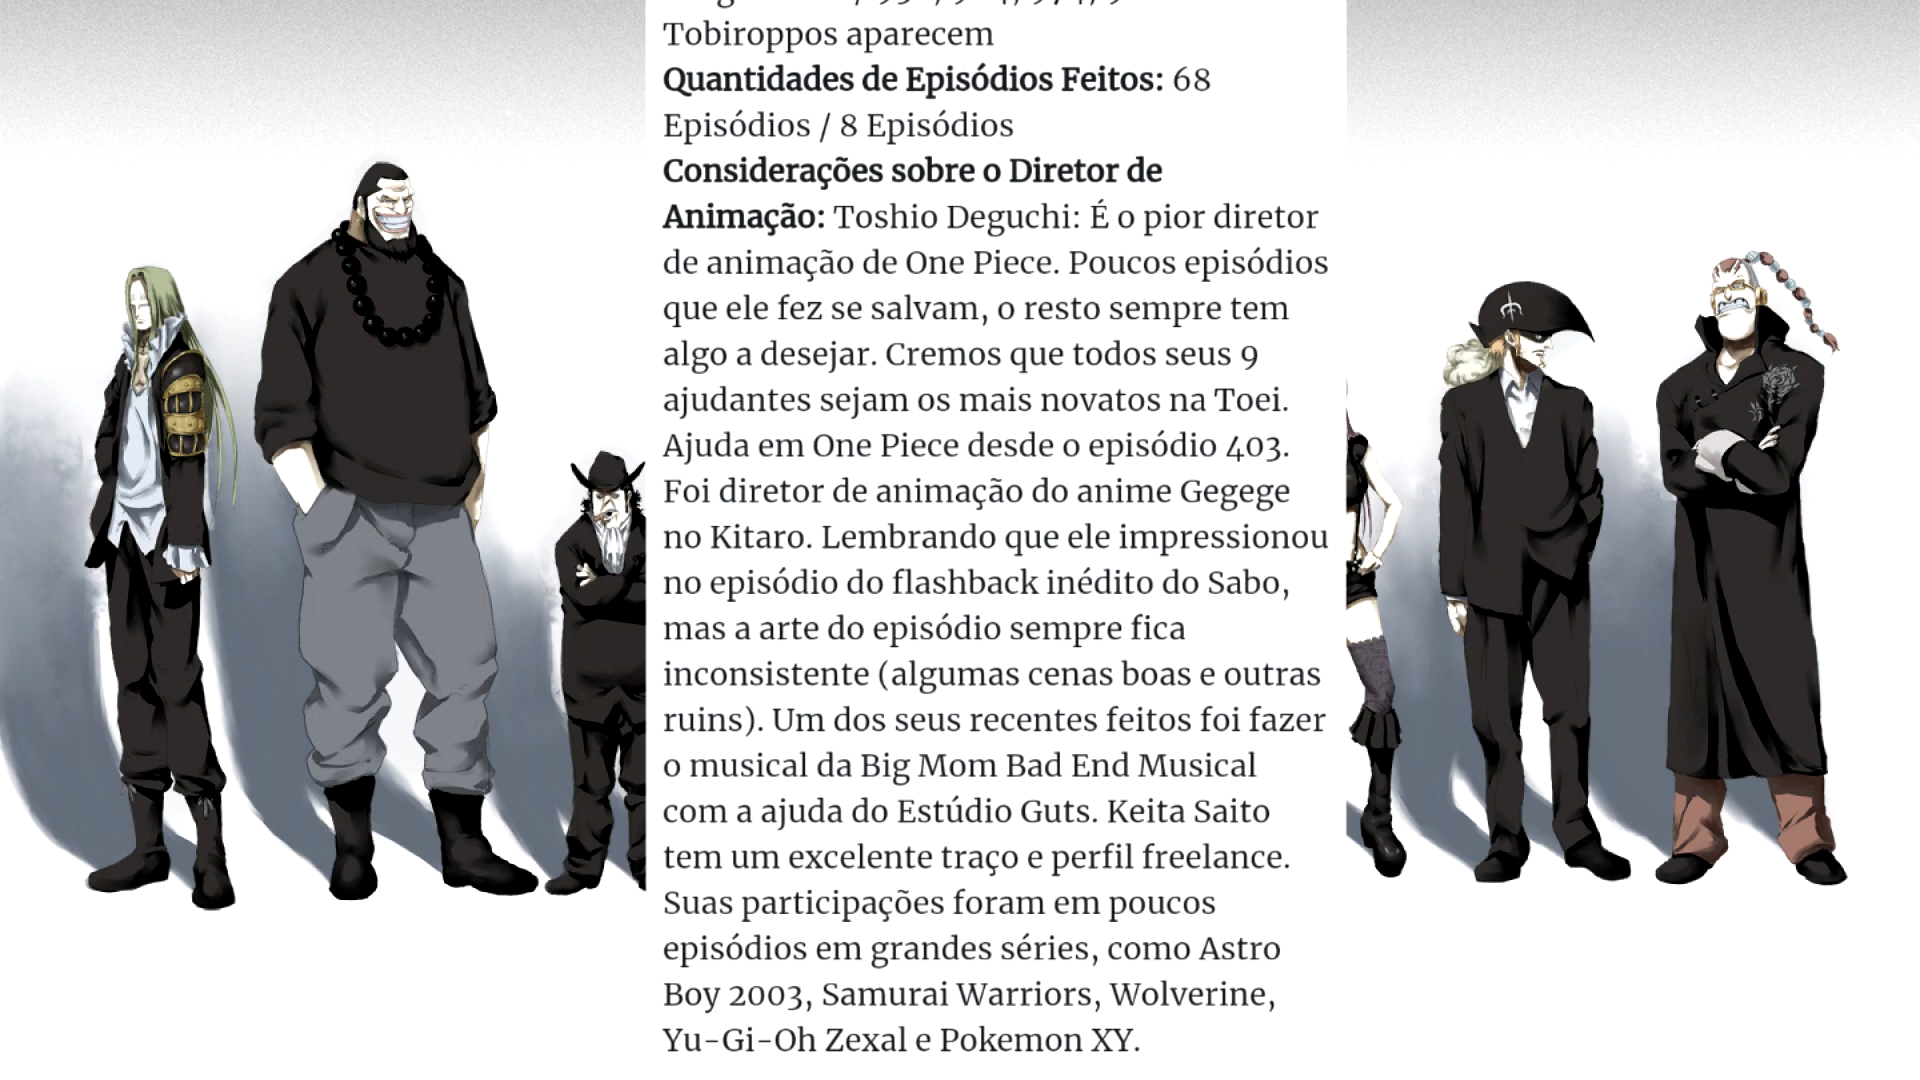 Tobiroppos aparecem
Quantidades de Episódios Feitos: 68
Episódios / 8 Episódios
Considerações sobre o Diretor de
Animação: Toshio Deguchi: É o pior diretor
de animação de One Piece. Poucos episódios
que ele fez se salvam, o resto sempre tem
algo a desejar. Cremos que todos seus 9
ajudantes sejam os mais novatos na Toei.
Ajuda em One Piece desde o episódio 403.
Foi diretor de animação do anime Gegege
no Kitaro. Lembrando que ele impressionou
no episódio do flashback inédito do Sabo,
mas a arte do episódio sempre fica
inconsistente (algumas cenas boas e outras
ruins). Um dos seus recentes feitos foi fazer
o musical da Big Mom Bad End Musical
com a ajuda do Estúdio Guts. Keita Saito
tem um excelente traço e perfil freelance.
Suas participações foram em poucos
episódios em grandes séries, como Astro
Boy 2003, Samurai Warriors, Wolverine,
Yu-Gi-Oh Zexal e Pokemon XY.